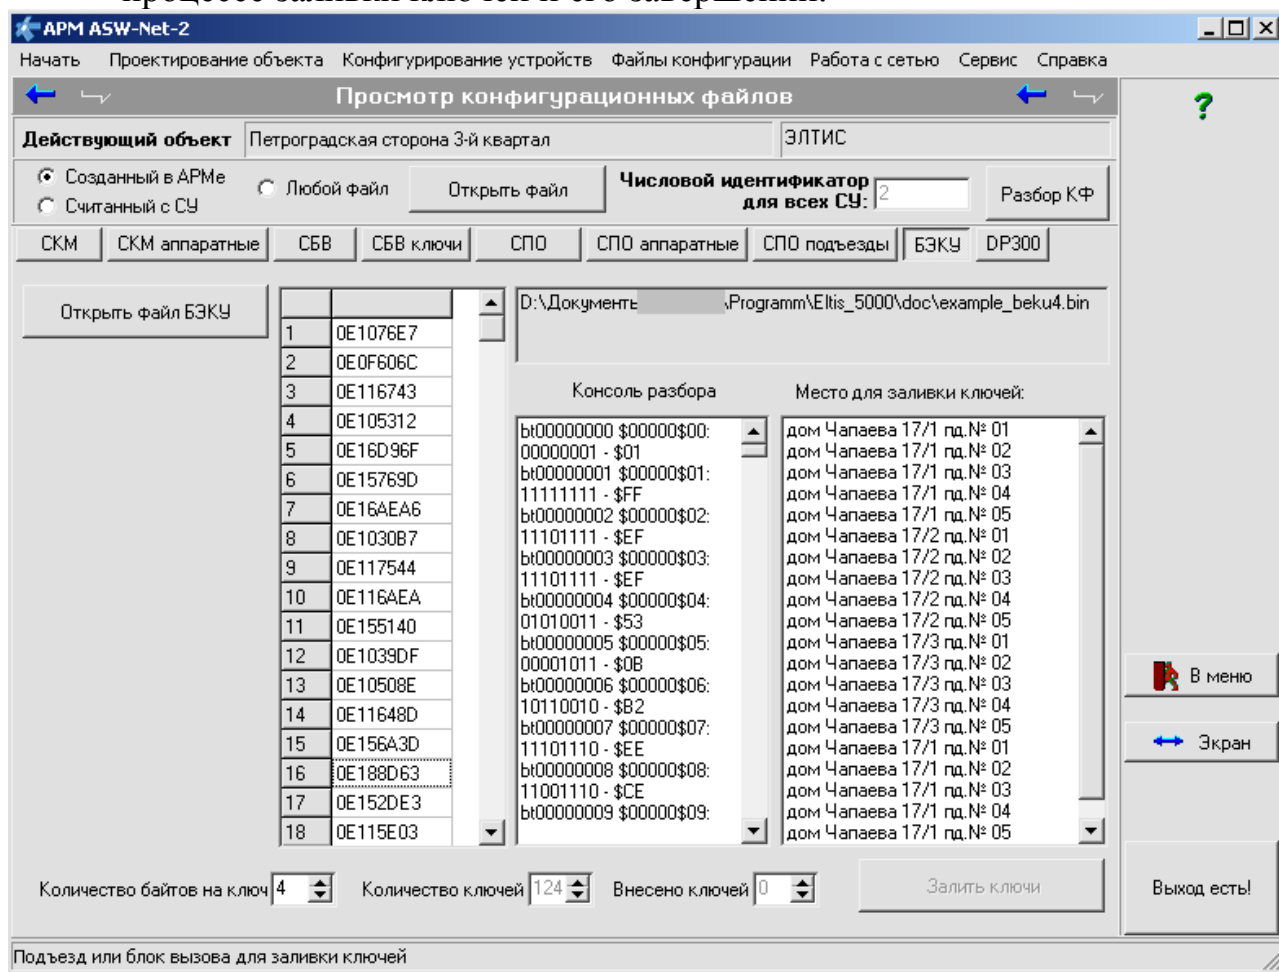 процессе заливки ключей и его завершении.
АРМ ASW-Net-2
Начать Проектирование объекта Конфигурирование устройств Файлы конфигурации Работа с сетью Сервис Справка
Просмотр конфигурационных файлов
Действующий объект Петроградская сторона 3-й квартал ЭЛТИС
Созданный в АРМе
Считанный с СУ
Любой файл
Открыть файл
Числовой идентификатор
для всех СУ: 2
Разбор КФ
СКМ СКМ аппаратные СБВ СБВ ключи СПО СПО аппаратные СПО подъезды БЭКУ DP300
Открыть файл БЭКУ
1 0E1076E7
2 0E0F606C
3 0E116743
4 0E105312
5 0E16D96F
6 0E15769D
7 0E16AEA6
8 0E1030B7
9 0E117544
10 0E116AEA
11 0E155140
12 0E1039DF
13 0E10508E
14 0E11648D
15 0E156A3D
16 0E188D63
17 0E152DE3
18 0E115E03
D:\Документы \Programm\Eltis_5000\doc\example_beku4.bin
Консоль разбора
bt00000000 $00000$00:
00000001 - $01
bt00000001 $00000$01:
11111111 - $FF
bt00000002 $00000$02:
11101111 - $EF
bt00000003 $00000$03:
11101111 - $EF
bt00000004 $00000$04:
01010011 - $53
bt00000005 $00000$05:
00001011 - $0B
bt00000006 $00000$06:
10110010 - $B2
bt00000007 $00000$07:
11101110 - $EE
bt00000008 $00000$08:
11001110 - $CE
bt00000009 $00000$09:
Место для заливки ключей:
дом Чапаева 17/1 пд.№ 01
дом Чапаева 17/1 пд.№ 02
дом Чапаева 17/1 пд.№ 03
дом Чапаева 17/1 пд.№ 04
дом Чапаева 17/1 пд.№ 05
дом Чапаева 17/2 пд.№ 01
дом Чапаева 17/2 пд.№ 02
дом Чапаева 17/2 пд.№ 03
дом Чапаева 17/2 пд.№ 04
дом Чапаева 17/2 пд.№ 05
дом Чапаева 17/3 пд.№ 01
дом Чапаева 17/3 пд.№ 02
дом Чапаева 17/3 пд.№ 03
дом Чапаева 17/3 пд.№ 04
дом Чапаева 17/3 пд.№ 05
дом Чапаева 17/1 пд.№ 01
дом Чапаева 17/1 пд.№ 02
дом Чапаева 17/1 пд.№ 03
дом Чапаева 17/1 пд.№ 04
дом Чапаева 17/1 пд.№ 05
В меню
Экран
Количество байтов на ключ 4 Количество ключей 124 Внесено ключей 0 Залить ключи
Выход есть!
Подъезд или блок вызова для заливки ключей